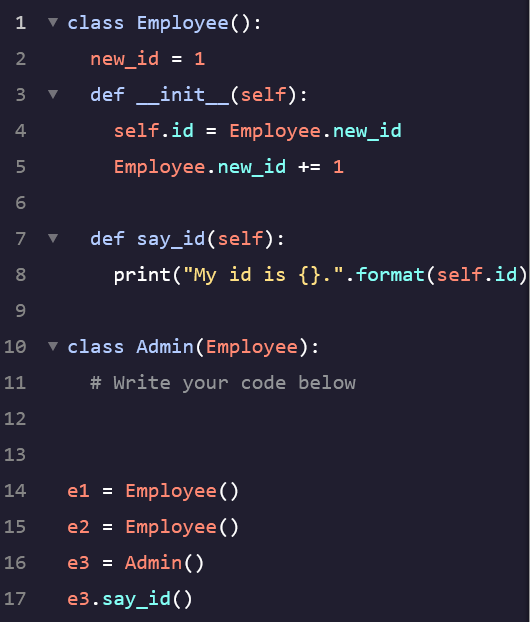 1 ▼ class Employee():
2     new_id = 1
3 ▼   def __init__(self):
4       self.id = Employee.new_id
5       Employee.new_id += 1
6
7 ▼   def say_id(self):
8       print("My id is {}.".format(self.id)
9
10 ▼ class Admin(Employee):
11     # Write your code below
12
13
14   e1 = Employee()
15   e2 = Employee()
16   e3 = Admin()
17   e3.say_id()